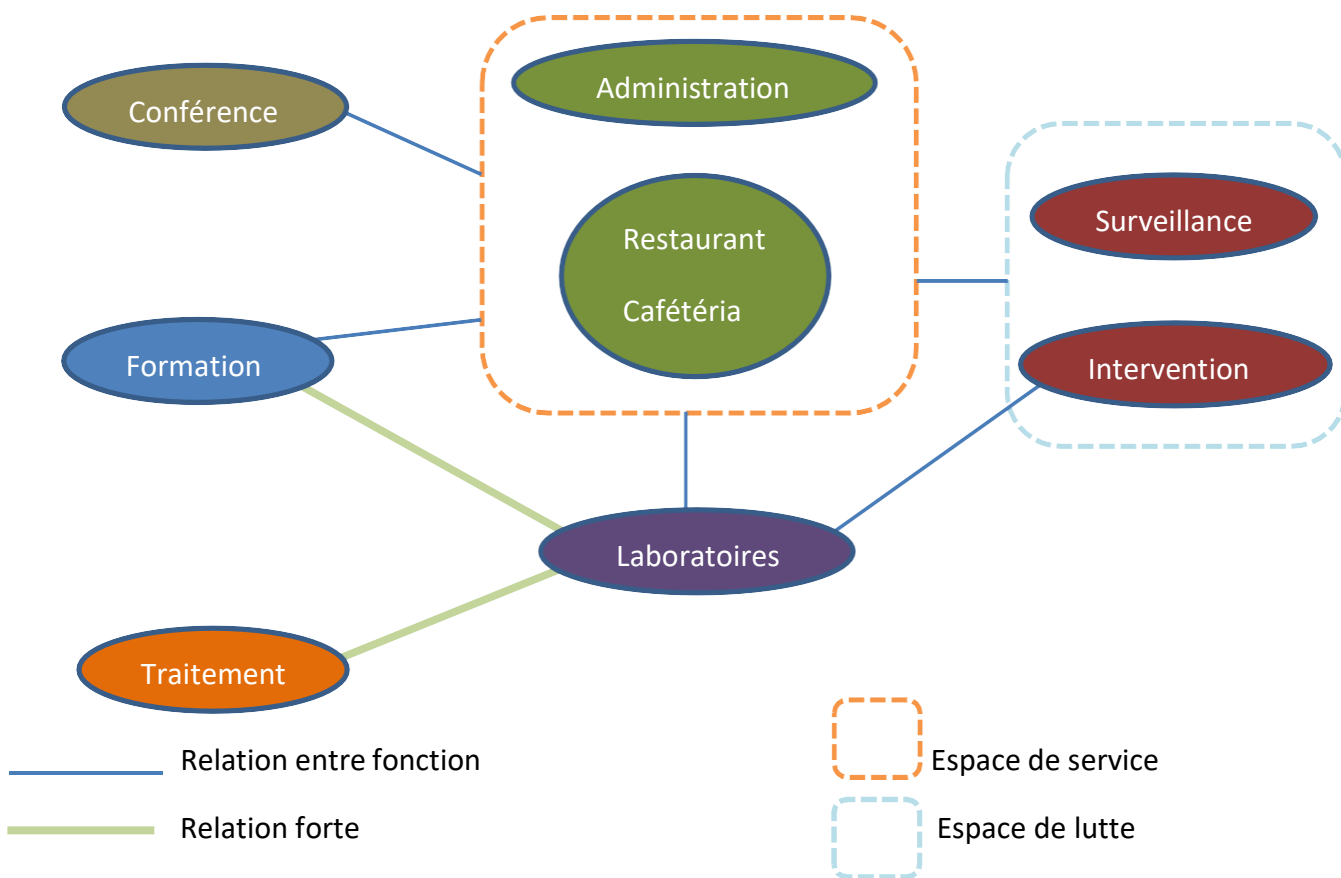 Administration
Conférence
Surveillance
Restaurant
Cafétéria
Formation
Intervention
Laboratoires
Traitement
Relation entre fonction
Espace de service
Relation forte
Espace de lutte